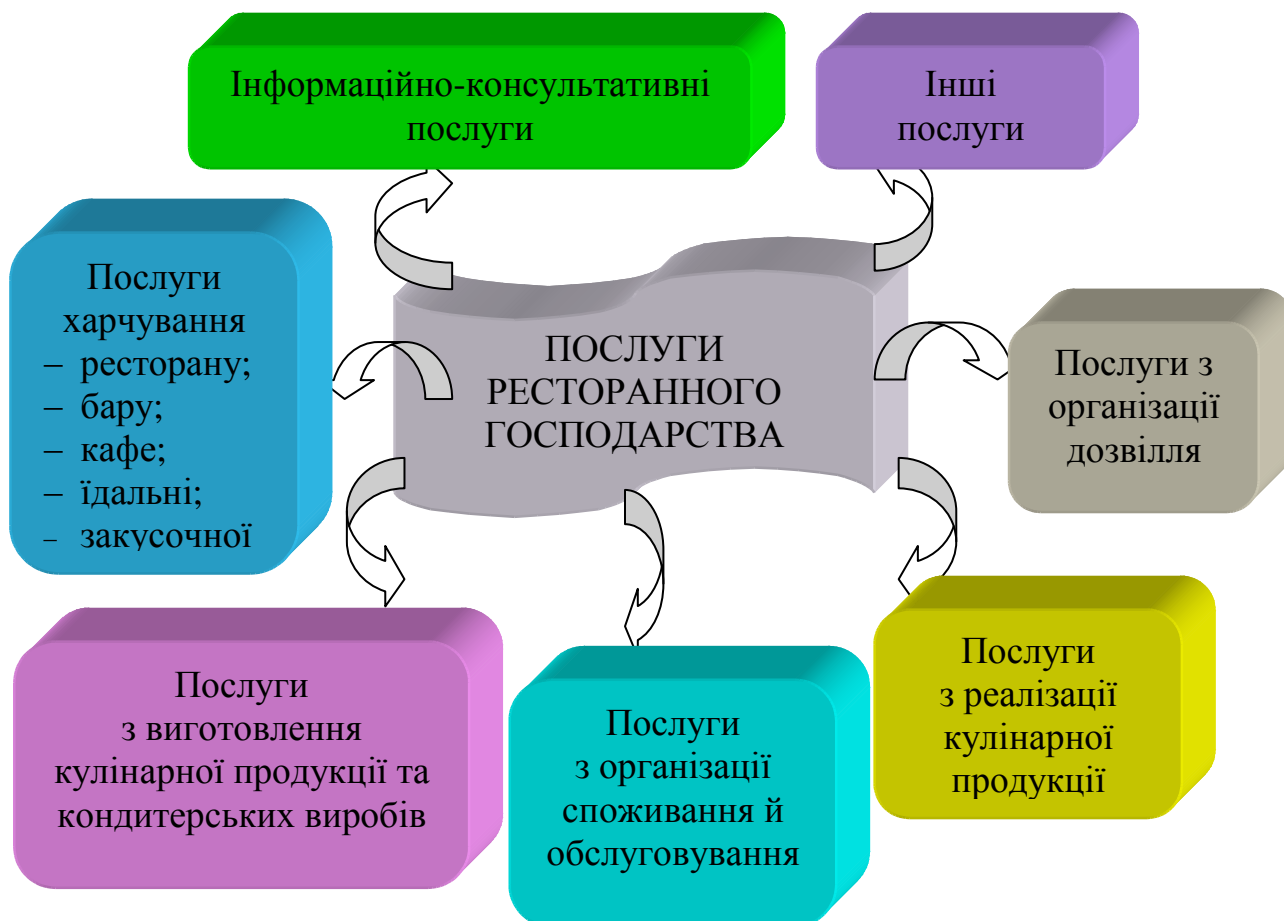 Інформаційно-консультативні
послуги
Інші
послуги
Послуги
харчування
– ресторану;
– бару;
– кафе;
– їдальні;
– закусочної
ПОСЛУГИ
РЕСТОРАННОГО
ГОСПОДАРСТВА
Послуги з
організації
дозвілля
Послуги
з виготовлення
кулінарної продукції та
кондитерських виробів
Послуги
з організації
споживання й
обслуговування
Послуги
з реалізації
кулінарної
продукції